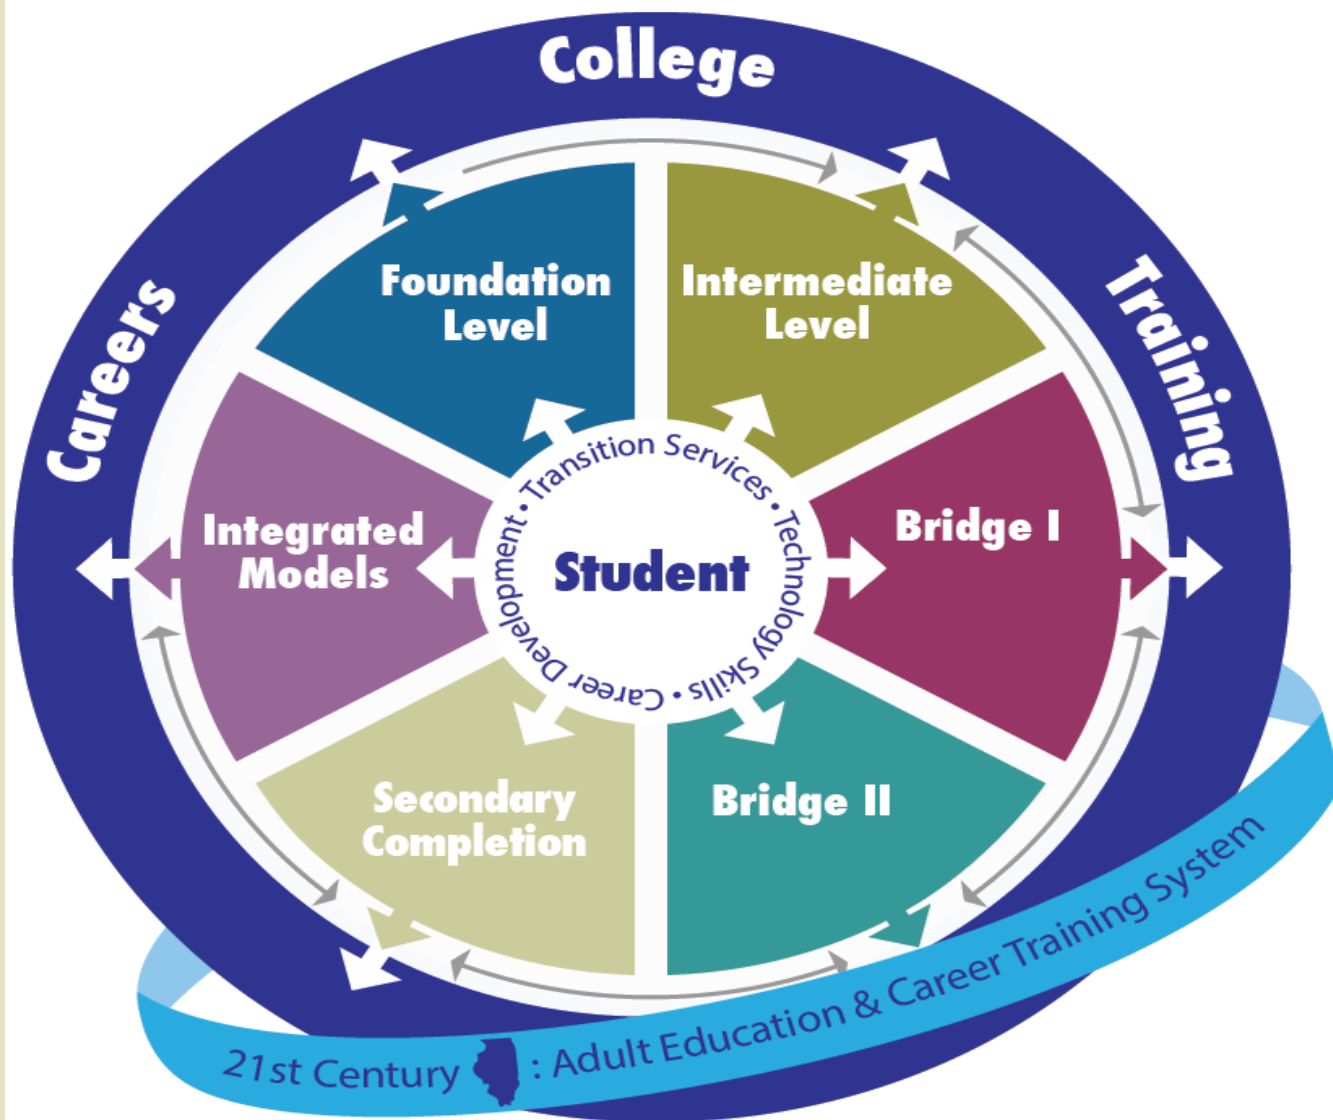 College
Careers
Training
Foundation
Level
Intermediate
Level
Integrated
Models
Bridge I
Secondary
Completion
Bridge II
Student
Transition Services • Technology Skills • Career Development •
21st Century : Adult Education & Career Training System